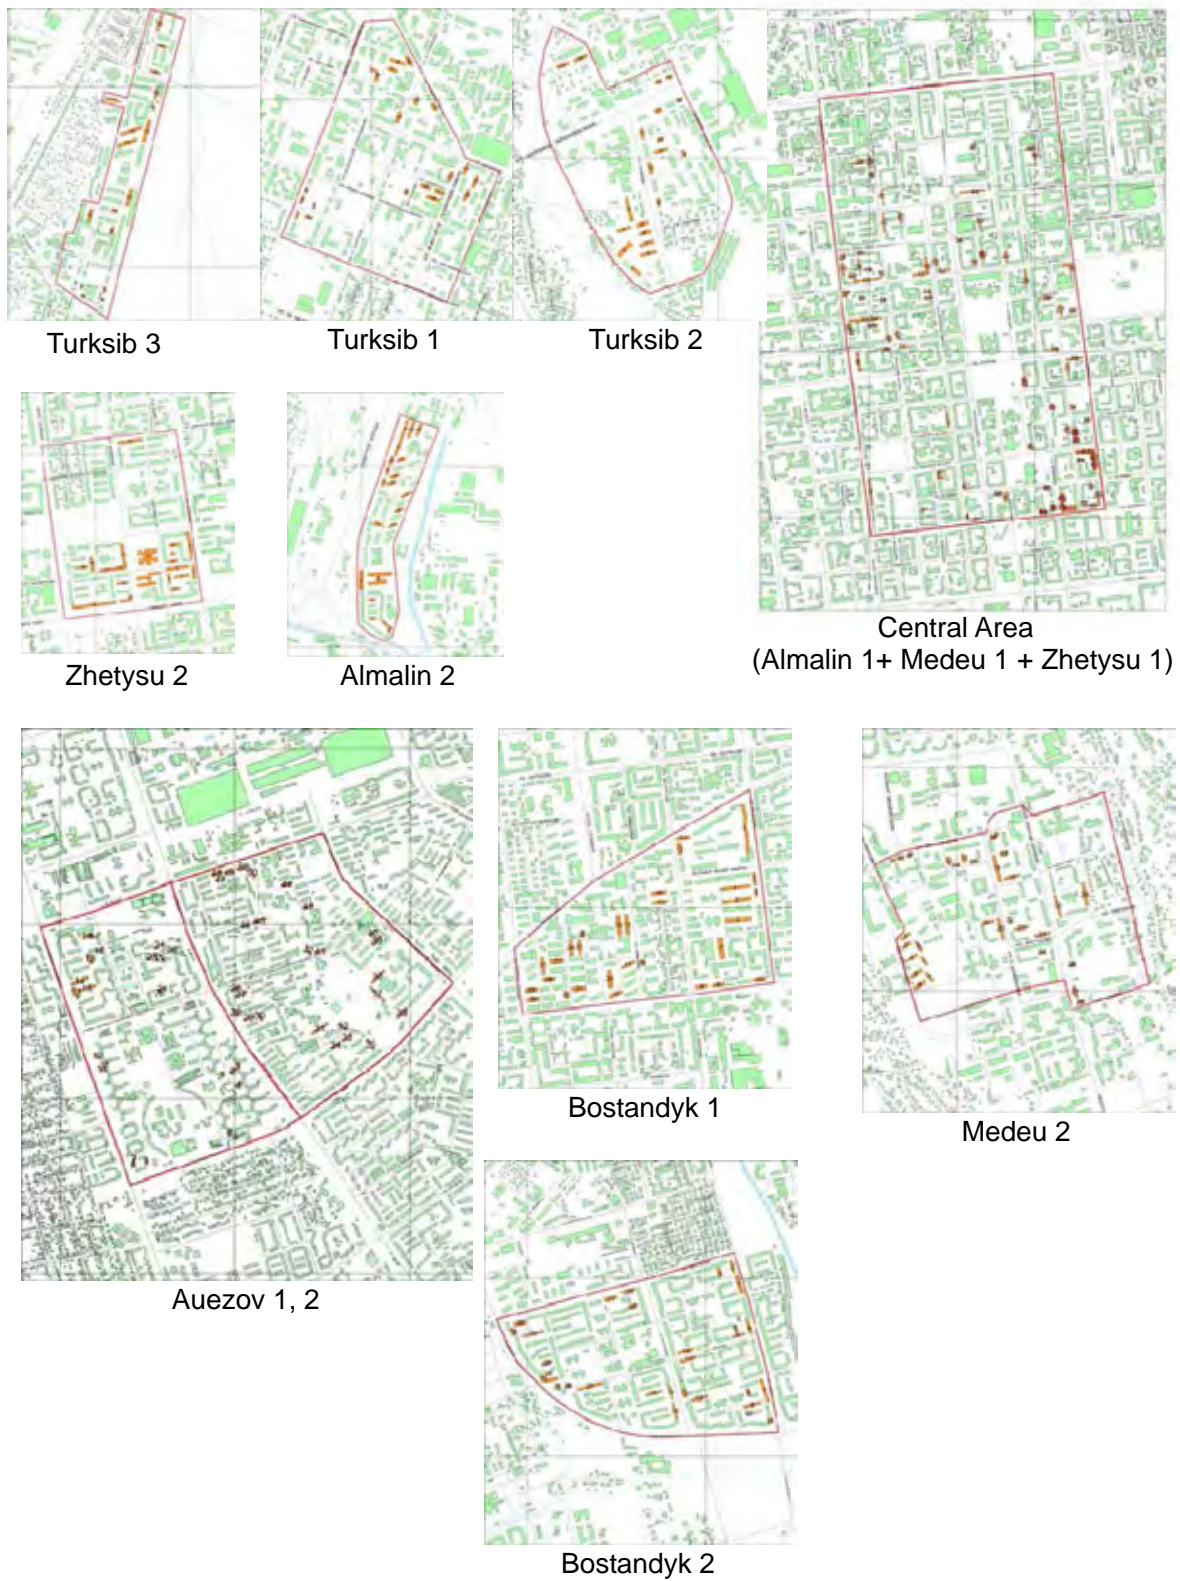 Turksib 3
Turksib 1
Turksib 2
Central Area
(Almalin 1+ Medeu 1 + Zhetysu 1)
Zhetysu 2
Almalin 2
Auezov 1, 2
Bostandyk 1
Medeu 2
Bostandyk 2